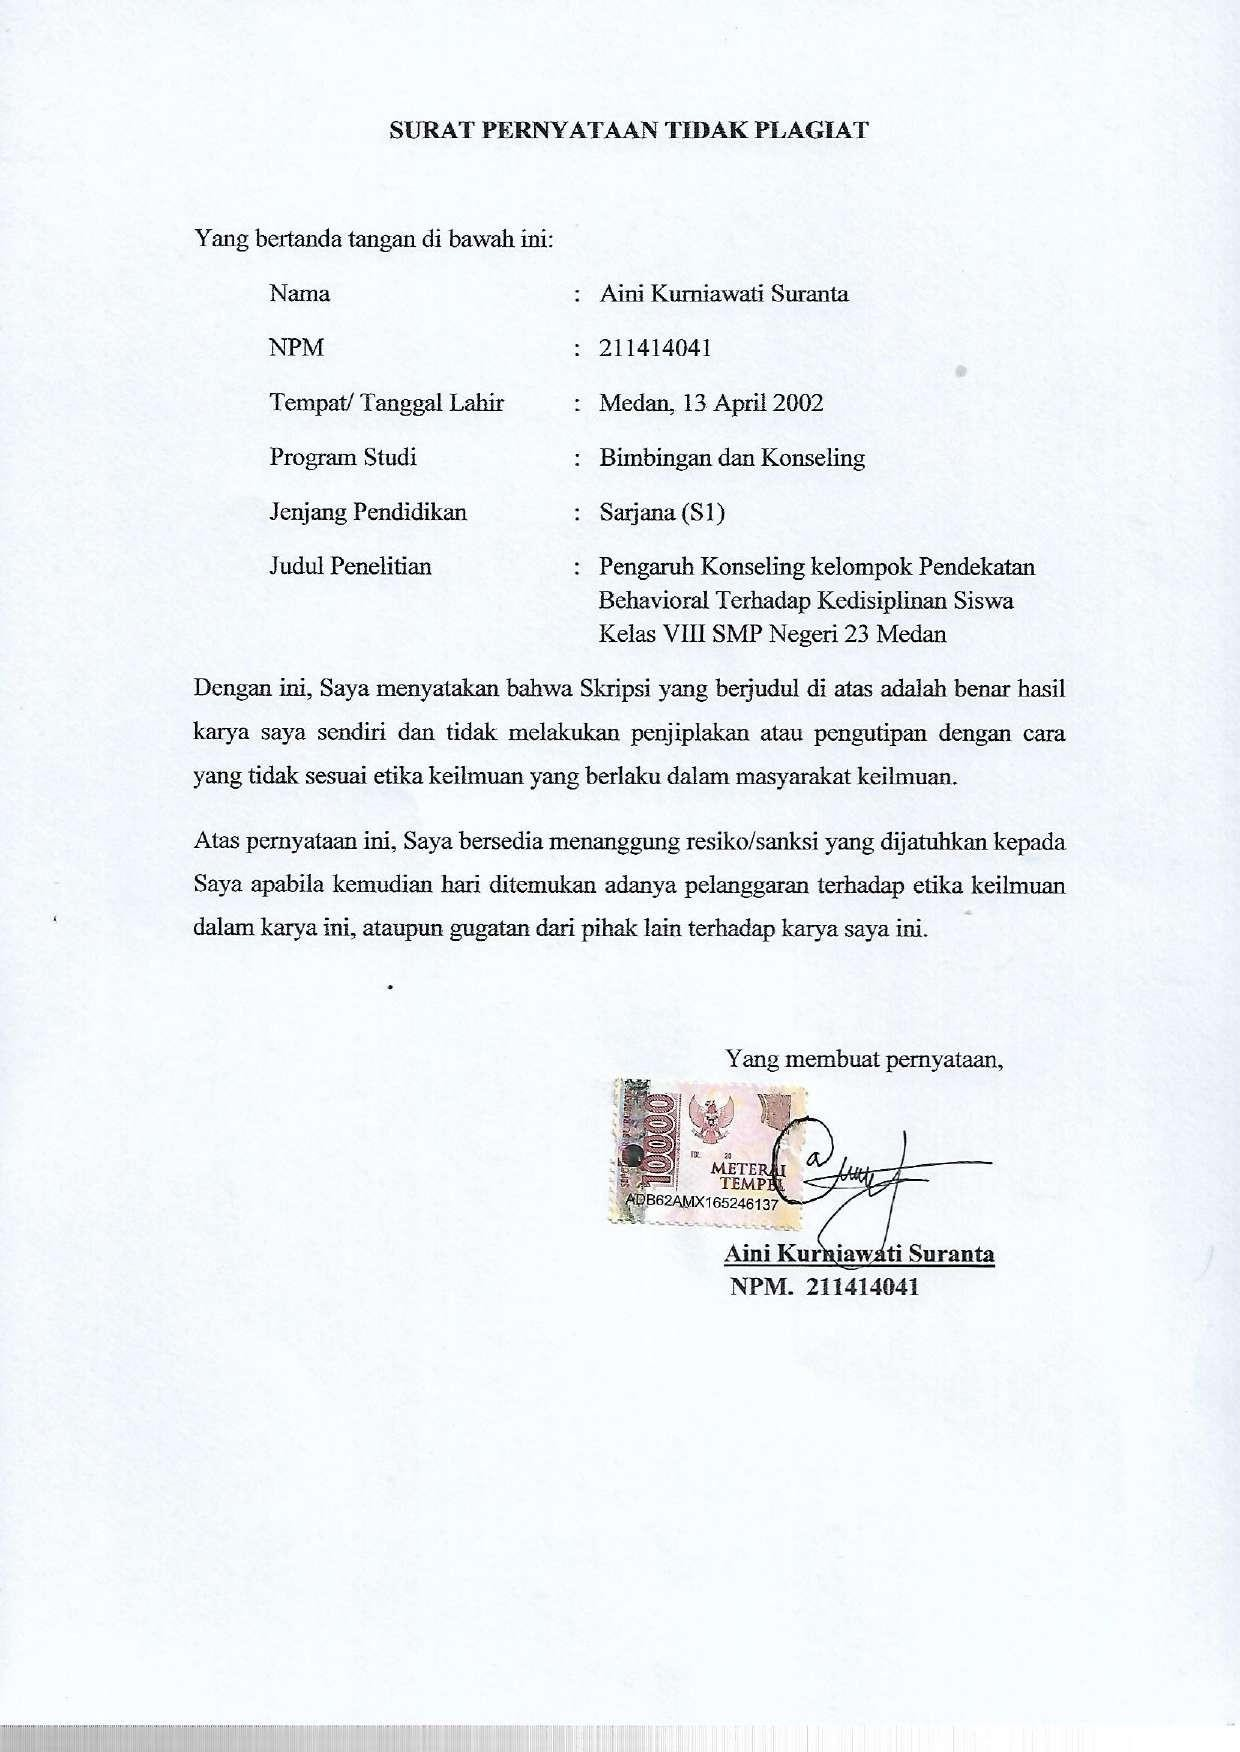 SURAT PERNYATAAN TIDAK PLAGIAT
Yang bertanda tangan di bawah ini:
Nama : Aini Kurniawati Suranta
NPM : 211414041
Tempat/ Tanggal Lahir : Medan, 13 April 2002
Program Studi : Bimbingan dan Konseling
Jenjang Pendidikan : Sarjana (S1)
Judul Penelitian : Pengaruh Konseling kelompok Pendekatan
Behavioral Terhadap Kedisiplinan Siswa
Kelas VIII SMP Negeri 23 Medan
Dengan ini, Saya menyatakan bahwa Skripsi yang berjudul di atas adalah benar hasil
karya saya sendiri dan tidak melakukan penjiplakan atau pengutipan dengan cara
yang tidak sesuai etika keilmuan yang berlaku dalam masyarakat keilmuan.
Atas pernyataan ini, Saya bersedia menanggung resiko/sanksi yang dijatuhkan kepada
Saya apabila kemudian hari ditemukan adanya pelanggaran terhadap etika keilmuan
dalam karya ini, ataupun gugatan dari pihak lain terhadap karya saya ini.
Yang membuat pernyataan,
10000
TGL. 20
METERAI
TEMPEL
ADB62AMX165246137
Aini Kurniawati Suranta
NPM. 211414041